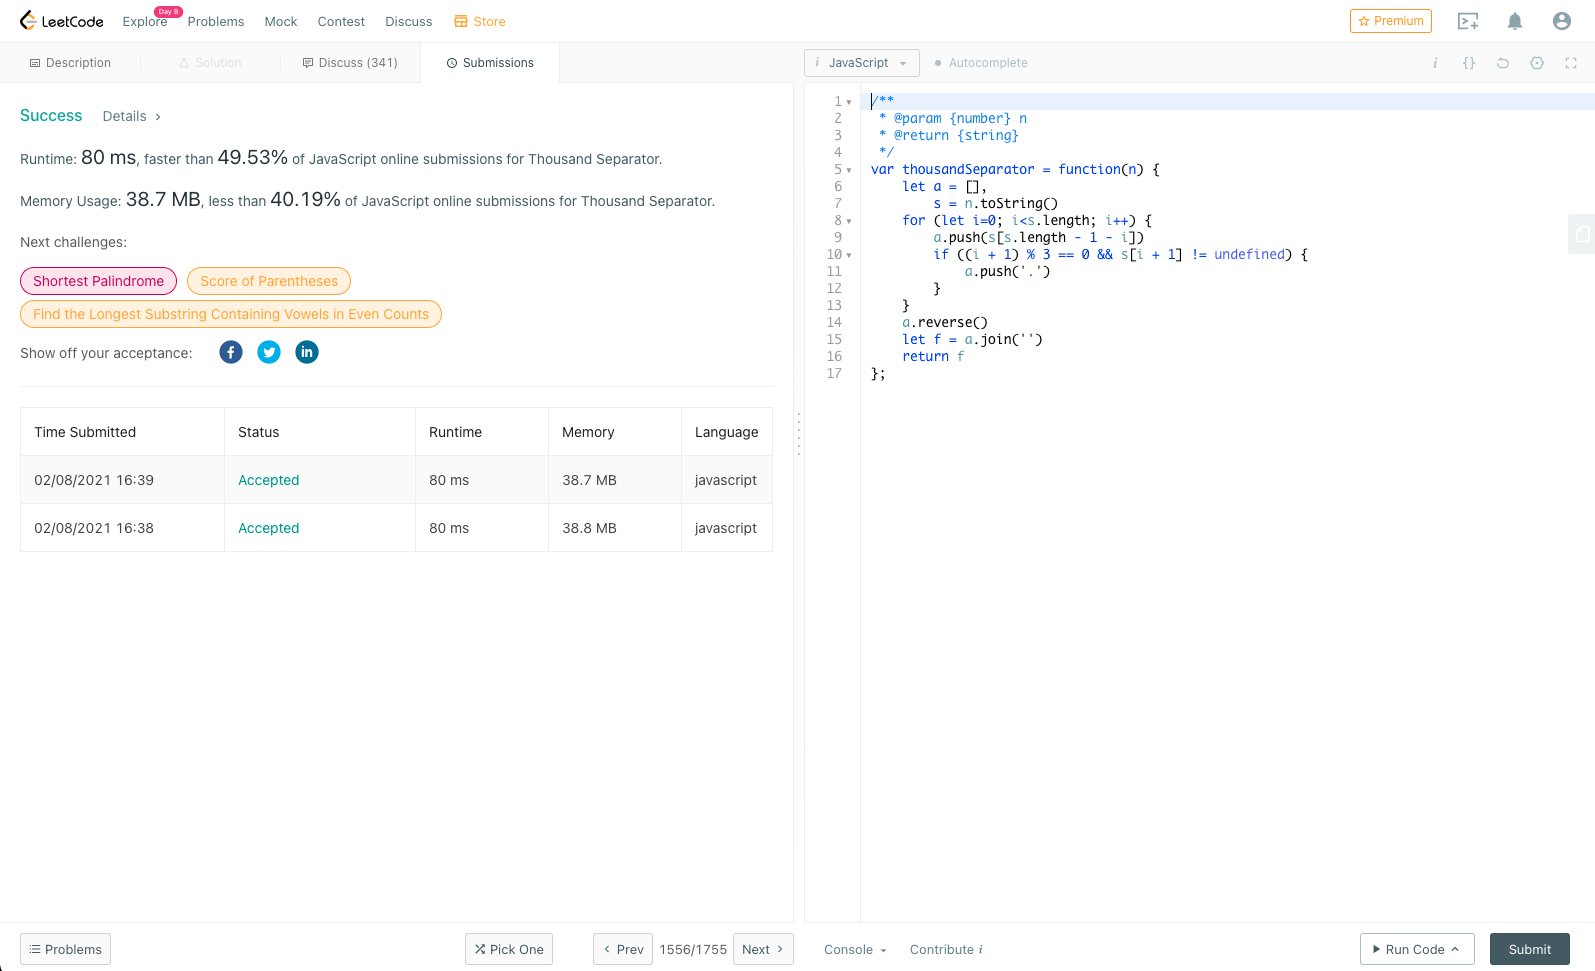 LeetCode
Explore
Day 8
Problems
Mock
Contest
Discuss
Store
Premium
Description
Solution
Discuss (341)
Submissions
i JavaScript
Autocomplete
i {}
Success
Details
Runtime: 80 ms, faster than 49.53% of JavaScript online submissions for Thousand Separator.
Memory Usage: 38.7 MB, less than 40.19% of JavaScript online submissions for Thousand Separator.
Next challenges:
Shortest Palindrome
Score of Parentheses
Find the Longest Substring Containing Vowels in Even Counts
Show off your acceptance:
f
in
Time Submitted Status Runtime Memory Language
02/08/2021 16:39 Accepted 80 ms 38.7 MB javascript
02/08/2021 16:38 Accepted 80 ms 38.8 MB javascript
1 /**
2  * @param {number} n
3  * @return {string}
4  */
5 var thousandSeparator = function(n) {
6     let a = [],
7         s = n.toString()
8     for (let i=0; i<s.length; i++) {
9         a.push(s[s.length - 1 - i])
10         if ((i + 1) % 3 == 0 && s[i + 1] != undefined) {
11             a.push('.')
12         }
13     }
14     a.reverse()
15     let f = a.join('')
16     return f
17 };
Problems
Pick One
Prev
1556/1755
Next
Console
Contribute i
Run Code
Submit